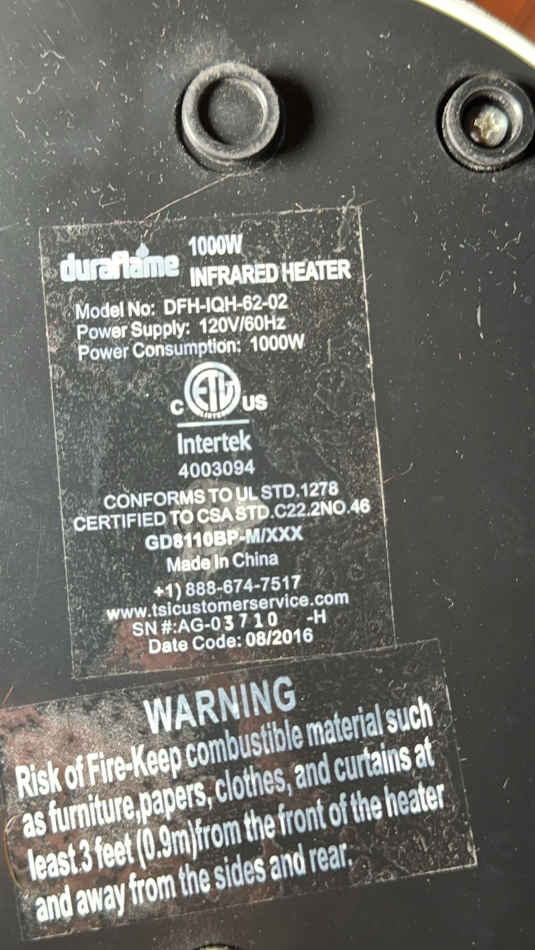 duraflame 1000W
INFRARED HEATER
Model No: DFH-IQH-62-02
Power Supply: 120V/60Hz
Power Consumption: 1000W
C ETL US
LISTED
Intertek
4003094
CONFORMS TO UL STD.1278
CERTIFIED TO CSA STD.C22.2NO.46
GD8110BP-M/XXX
Made In China
+1) 888-674-7517
www.tsicustomerservice.com
SN #:AG-03710 -H
Date Code: 08/2016
WARNING
Risk of Fire-Keep combustible material such
as furniture,papers, clothes, and curtains at
least 3 feet (0.9m)from the front of the heater
and away from the sides and rear.